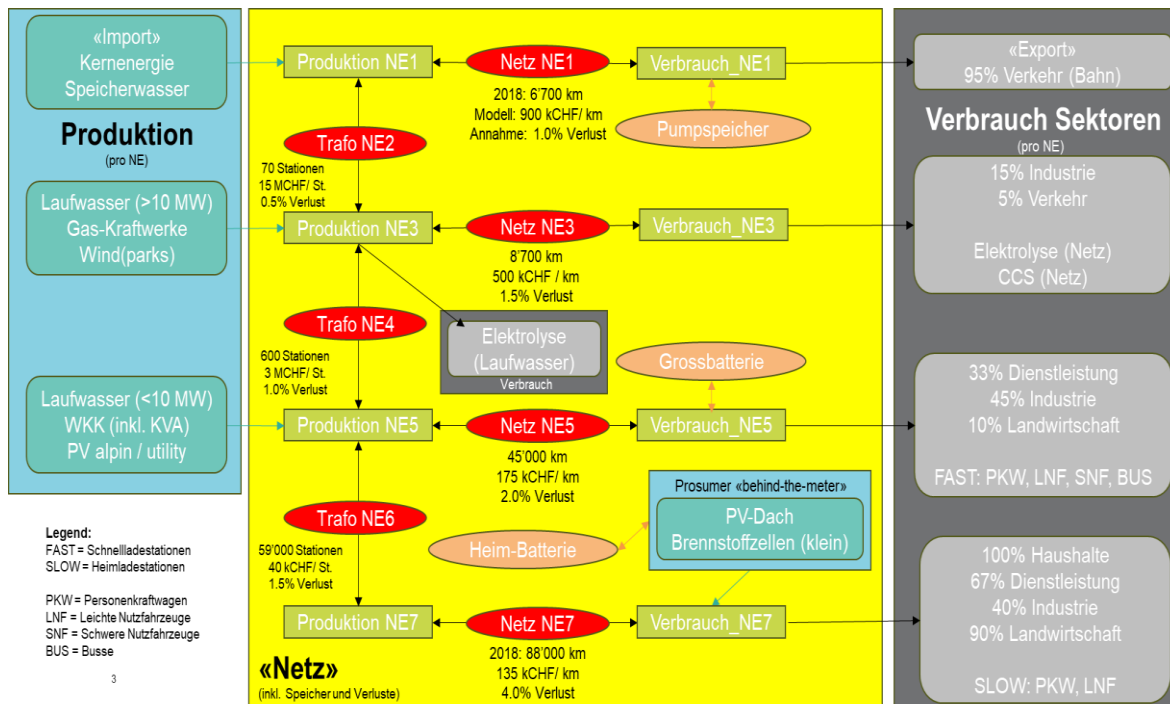 «Import»
Kernenergie
Speicherwasser
Produktion
(pro NE)
Laufwasser (>10 MW)
Gas-Kraftwerke
Wind(parks)
Laufwasser (<10 MW)
WKK (inkl. KVA)
PV alpin / utility
Legend:
FAST = Schnellladestationen
SLOW = Heimladestationen
PKW = Personenkraftwagen
LNF = Leichte Nutzfahrzeuge
SNF = Schwere Nutzfahrzeuge
BUS = Busse
3
Produktion NE1
Netz NE1
Verbrauch_NE1
2018: 6'700 km
Modell: 900 kCHF/ km
Annahme: 1.0% Verlust
Pumpspeicher
Trafo NE2
70 Stationen
15 MCHF/ St.
0.5% Verlust
Produktion NE3
Netz NE3
Verbrauch_NE3
8'700 km
500 kCHF / km
1.5% Verlust
Trafo NE4
600 Stationen
3 MCHF/ St.
1.0% Verlust
Elektrolyse
(Laufwasser)
Verbrauch
Grossbatterie
Produktion NE5
Netz NE5
Verbrauch_NE5
45'000 km
175 kCHF/ km
2.0% Verlust
Trafo NE6
59'000 Stationen
40 kCHF/ St.
1.5% Verlust
Prosumer «behind-the-meter»
PV-Dach
Brennstoffzellen (klein)
Heim-Batterie
Produktion NE7
Netz NE7
Verbrauch_NE7
2018: 88'000 km
135 kCHF/ km
4.0% Verlust
«Netz»
(inkl. Speicher und Verluste)
«Export»
95% Verkehr (Bahn)
Verbrauch Sektoren
(pro NE)
15% Industrie
5% Verkehr
Elektrolyse (Netz)
CCS (Netz)
33% Dienstleistung
45% Industrie
10% Landwirtschaft
FAST: PKW, LNF, SNF, BUS
100% Haushalte
67% Dienstleistung
40% Industrie
90% Landwirtschaft
SLOW: PKW, LNF